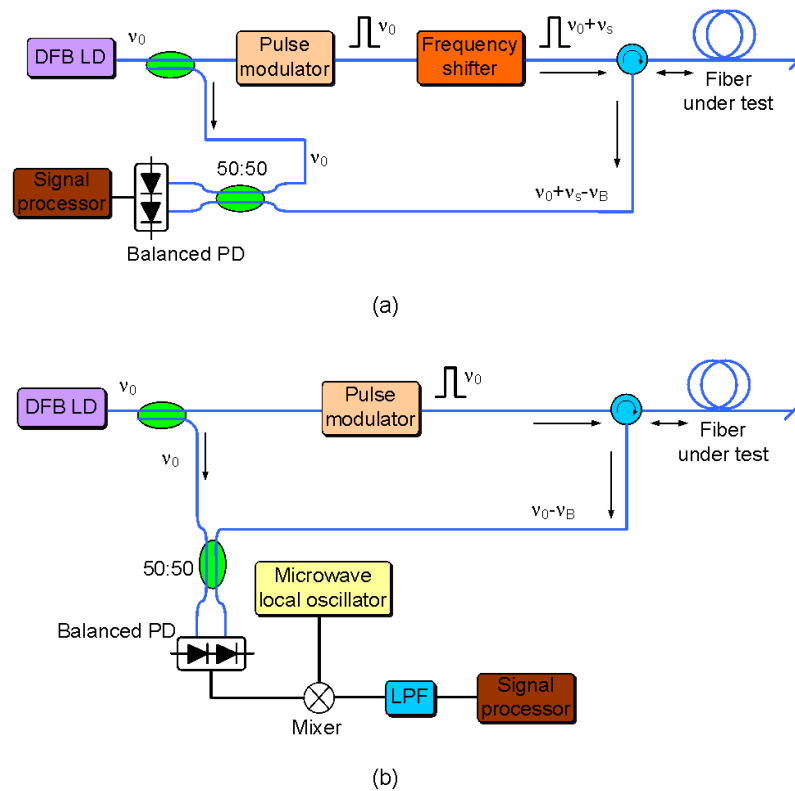 ν₀
DFB LD
Pulse
modulator
ν₀
Frequency
shifter
ν₀+νₛ
Fiber
under test
ν₀
50:50
Signal
processor
ν₀+νₛ-ν_B
Balanced PD
(a)
ν₀
DFB LD
Pulse
modulator
ν₀
Fiber
under test
ν₀
ν₀-ν_B
50:50
Microwave
local oscillator
Balanced PD
LPF
Signal
processor
Mixer
(b)